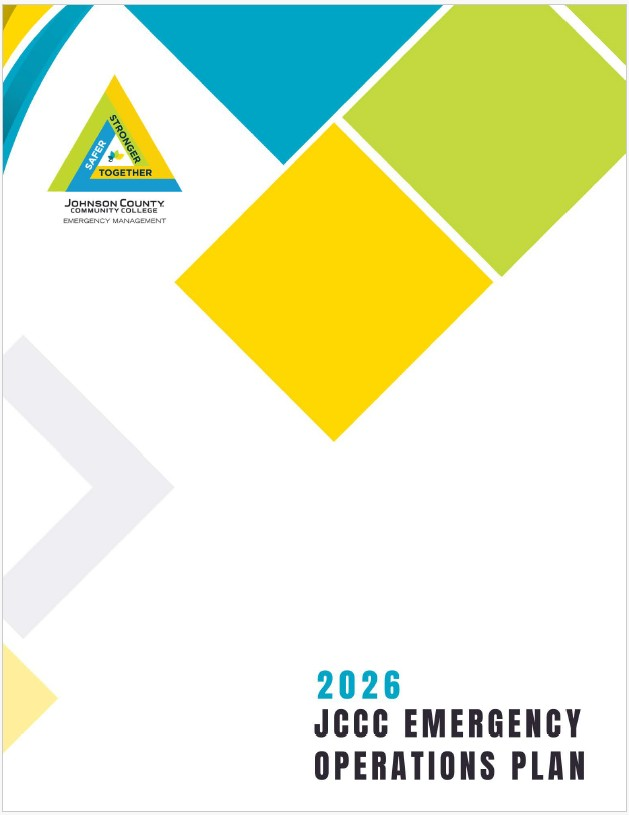 SAFER
STRONGER
TOGETHER
JOHNSON COUNTY
COMMUNITY COLLEGE
EMERGENCY MANAGEMENT
2026
JCCC EMERGENCY
OPERATIONS PLAN